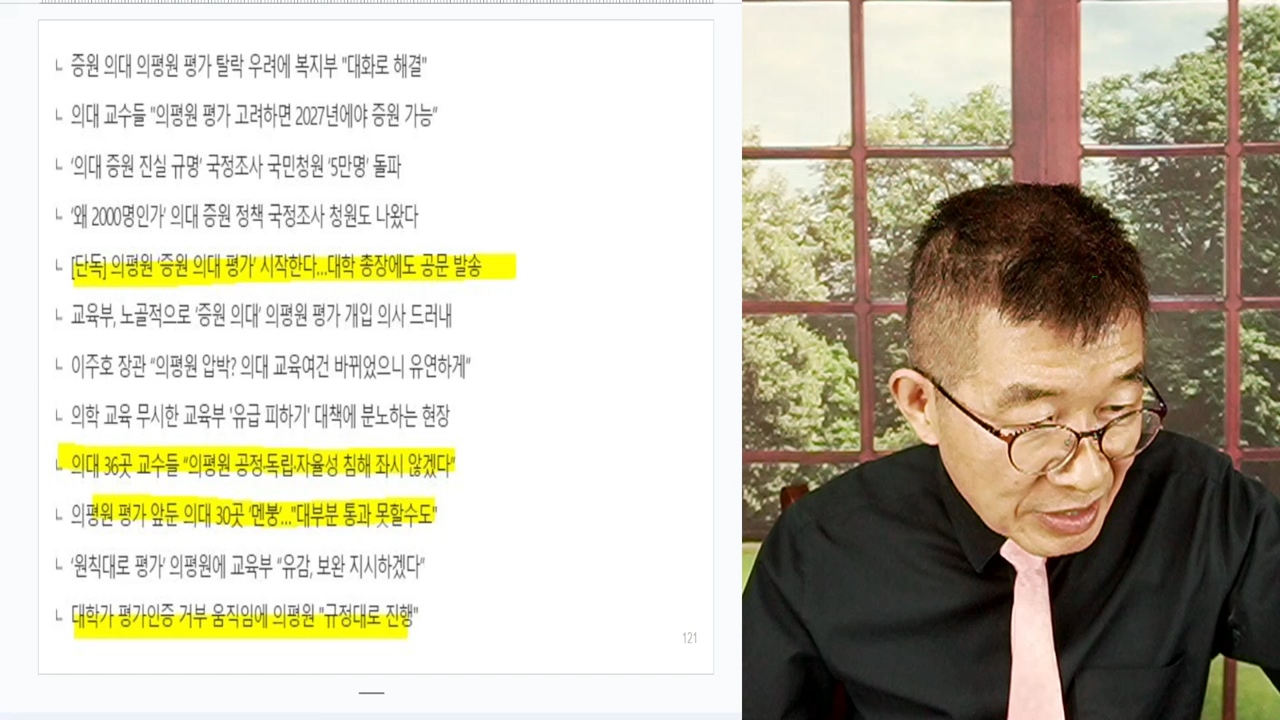 ㄴ 증원 의대 의평원 평가 탈락 우려에 복지부 "대화로 해결"
ㄴ 의대 교수들 "의평원 평가 고려하면 2027년에야 증원 가능"
ㄴ '의대 증원 진실 규명' 국정조사 국민청원 '5만명' 돌파
ㄴ '왜 2000명인가' 의대 증원 정책 국정조사 청원도 나왔다
ㄴ [단독] 의평원 '증원 의대 평가' 시작한다...대학 총장에도 공문 발송
ㄴ 교육부, 노골적으로 '증원 의대' 의평원 평가 개입 의사 드러내
ㄴ 이주호 장관 "의평원 압박? 의대 교육여건 바뀌었으니 유연하게"
ㄴ 의학 교육 무시한 교육부 '유급 피하기' 대책에 분노하는 현장
ㄴ 의대 36곳 교수들 "의평원 공정·독립·자율성 침해 좌시 않겠다"
ㄴ 의평원 평가 앞둔 의대 30곳 '멘붕'..."대부분 통과 못할수도"
ㄴ '원칙대로 평가' 의평원에 교육부 "유감, 보완 지시하겠다"
ㄴ 대학가 평가인증 거부 움직임에 의평원 "규정대로 진행"
121